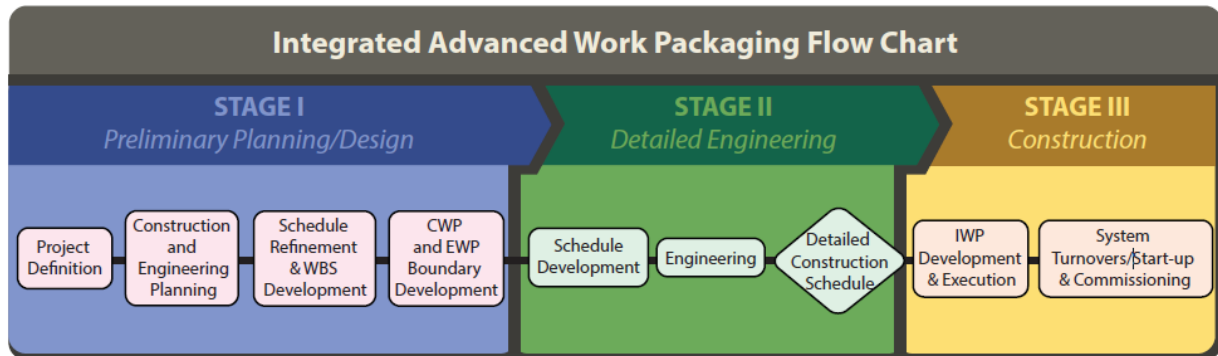 Integrated Advanced Work Packaging Flow Chart
STAGE I
Preliminary Planning/Design
STAGE II
Detailed Engineering
STAGE III
Construction
Project
Definition
Construction
and
Engineering
Planning
Schedule
Refinement
& WBS
Development
CWP
and EWP
Boundary
Development
Schedule
Development
Engineering
Detailed
Construction
Schedule
IWP
Development
& Execution
System
Turnovers/Start-up
& Commissioning